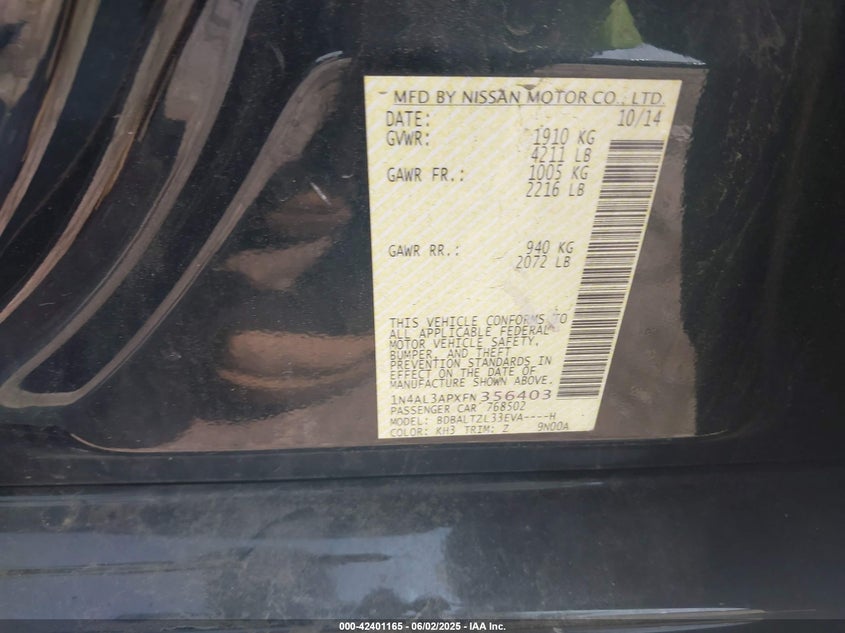 MFD BY NISSAN MOTOR CO., LTD.
DATE: 10/14
GVWR: 1910 KG
4211 LB
GAWR FR.: 1005 KG
2216 LB
GAWR RR.: 940 KG
2072 LB
THIS VEHICLE CONFORMS TO
ALL APPLICABLE FEDERAL
MOTOR VEHICLE SAFETY,
BUMPER, AND THEFT
PREVENTION STANDARDS IN
EFFECT ON THE DATE OF
MANUFACTURE SHOWN ABOVE.
1N4AL3APXFN356403
PASSENGER CAR 768502
MODEL: BDBALTZL33EVA----H
COLOR: KH3 TRIM: Z 9N00A
000-42401165 - 06/02/2025 - IAA Inc.